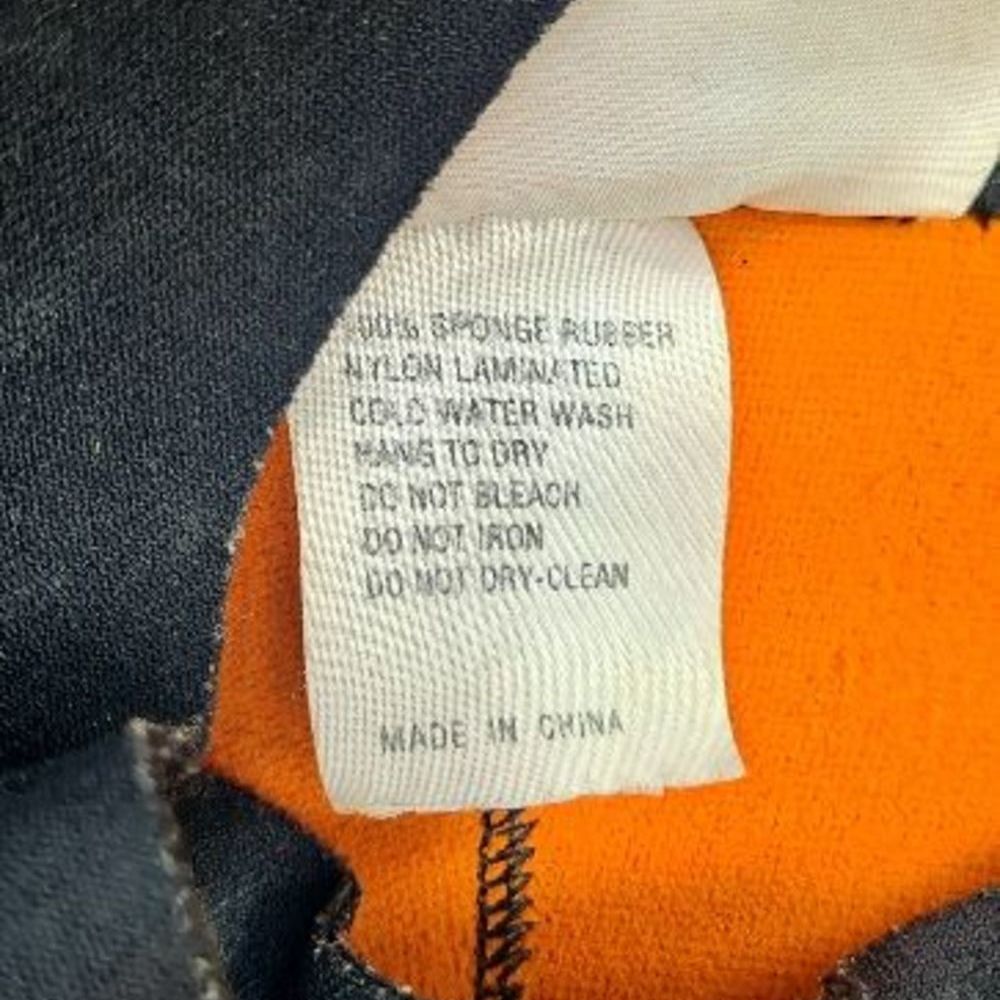 100% SPONGE RUBBER
NYLON LAMINATED
COLD WATER WASH
HANG TO DRY
DO NOT BLEACH
DO NOT IRON
DO NOT DRY-CLEAN
MADE IN CHINA